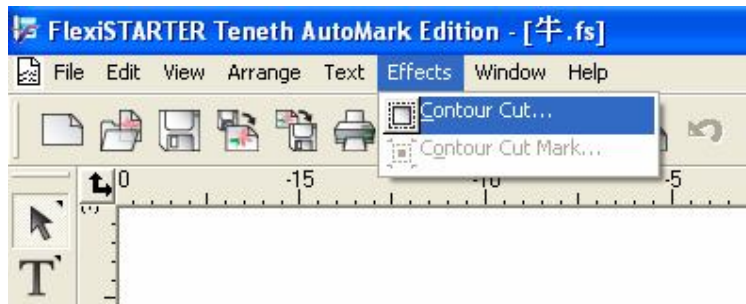 FlexiSTARTER Teneth AutoMark Edition - [牛.fs]
File Edit View Arrange Text Effects Window Help
Contour Cut...
Contour Cut Mark...
0 -15 -10 -5
T